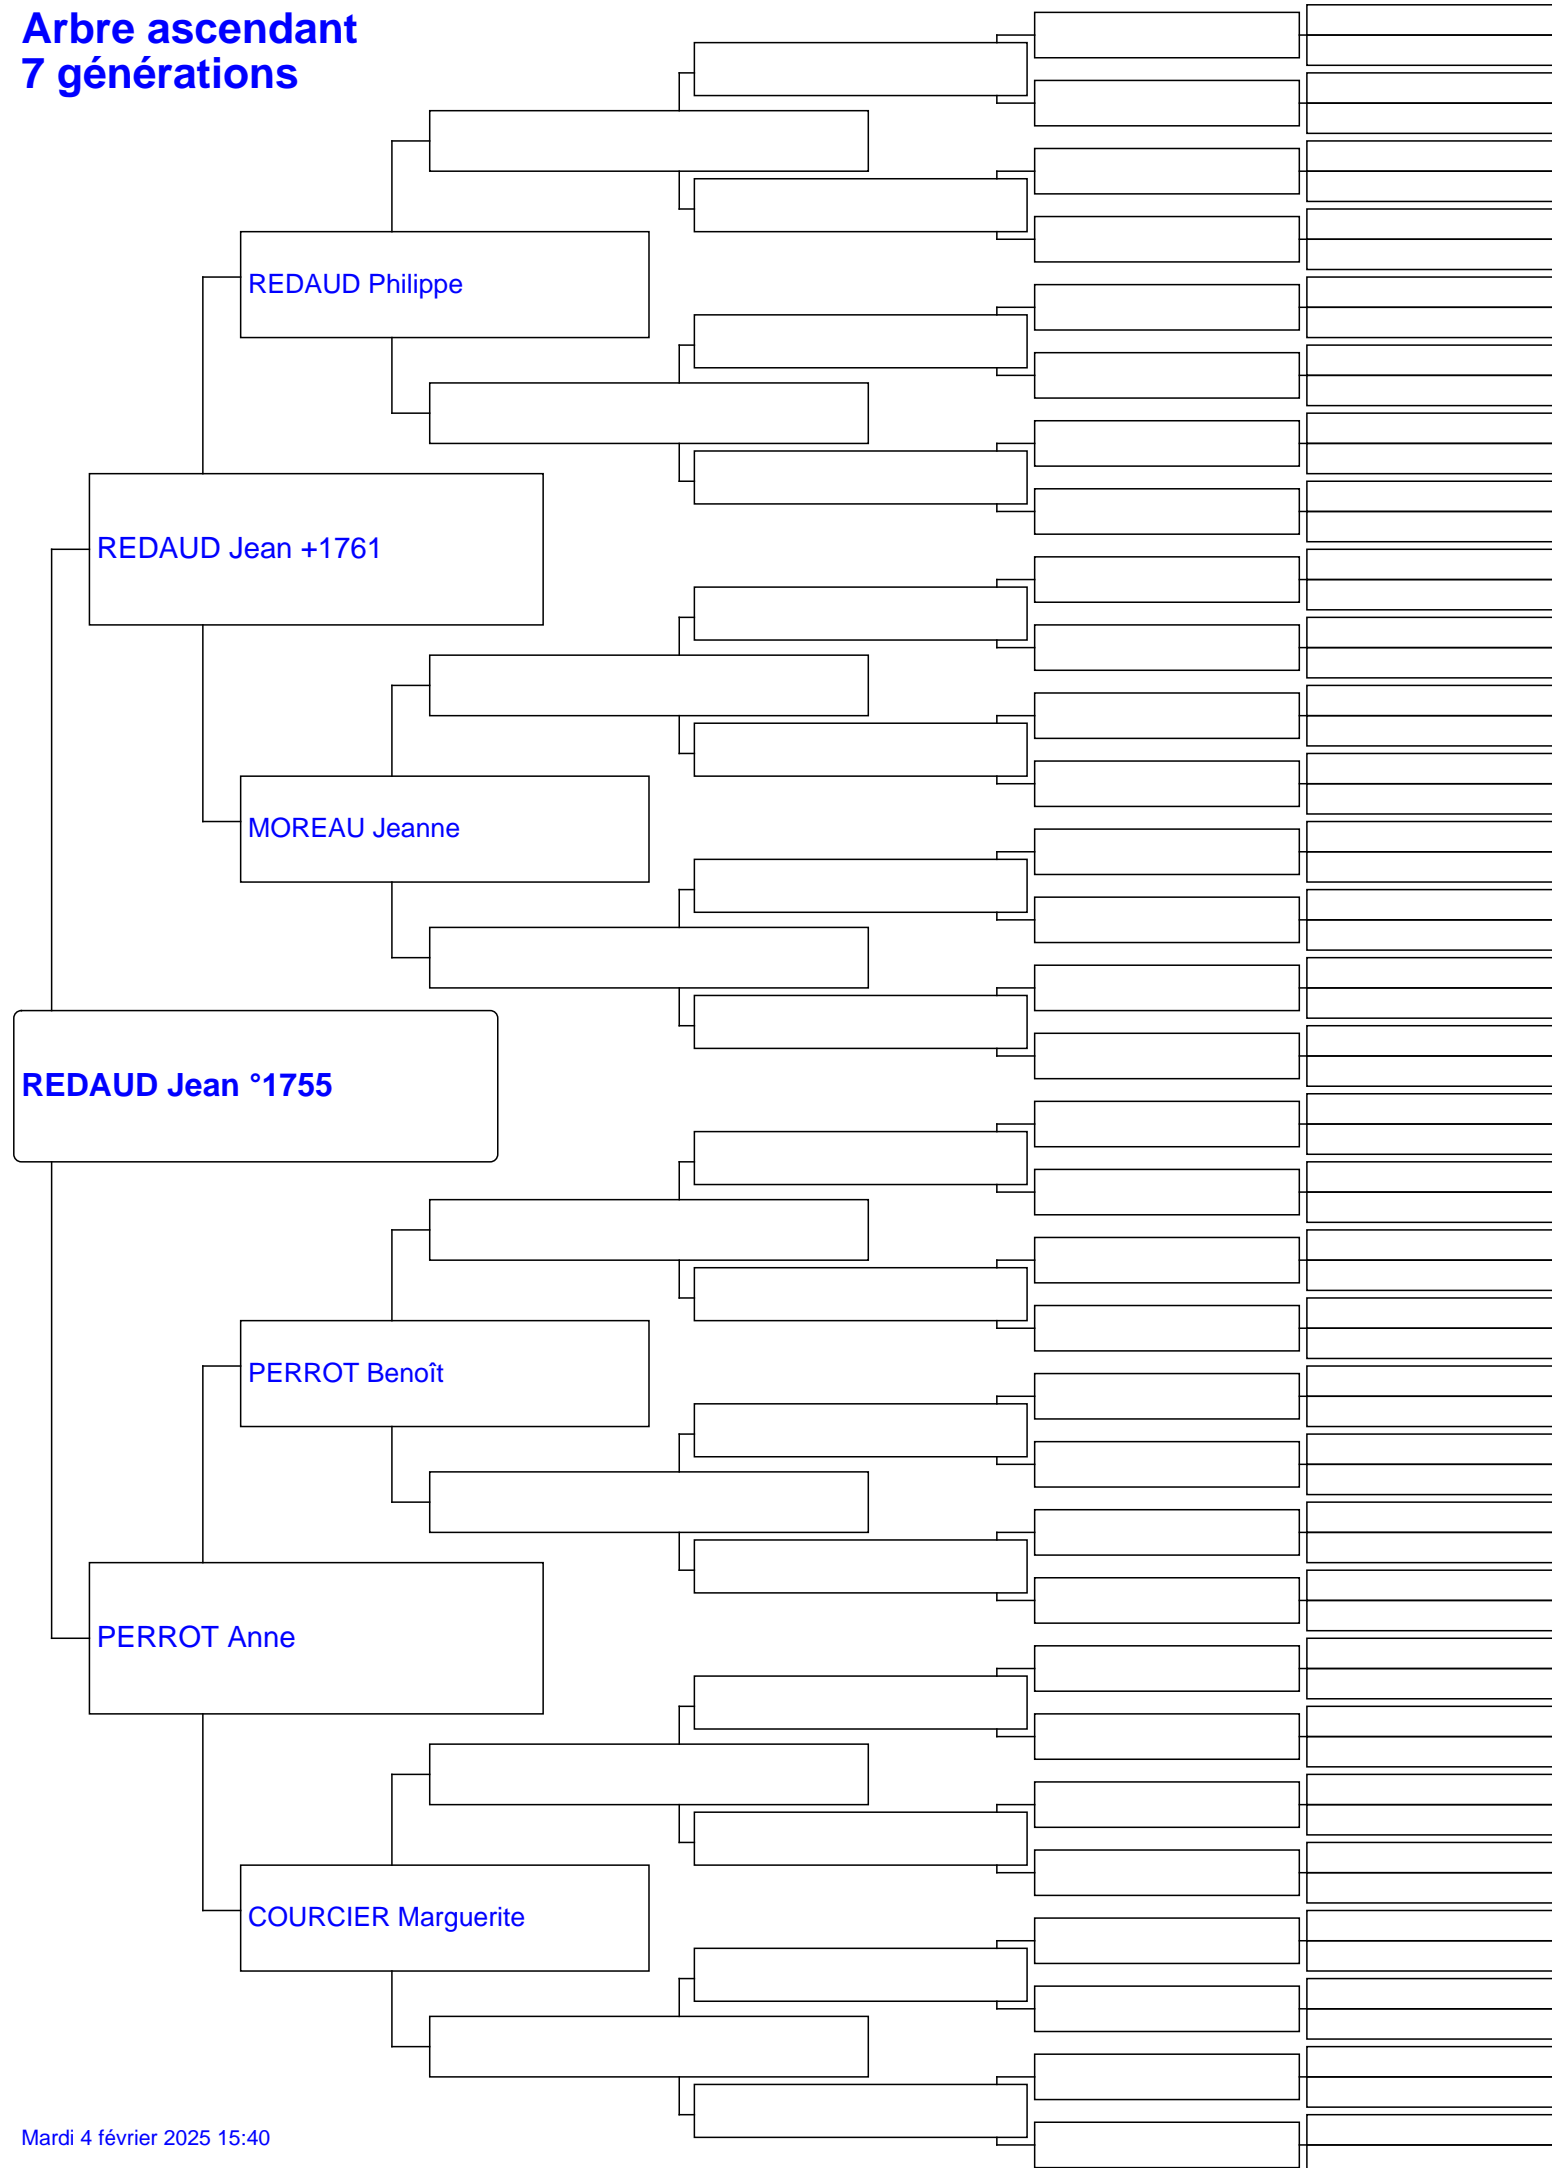 Arbre ascendant
7 générations
REDAUD Philippe
REDAUD Jean +1761
MOREAU Jeanne
REDAUD Jean °1755
PERROT Benoît
PERROT Anne
COURCIER Marguerite
Mardi 4 février 2025 15:40